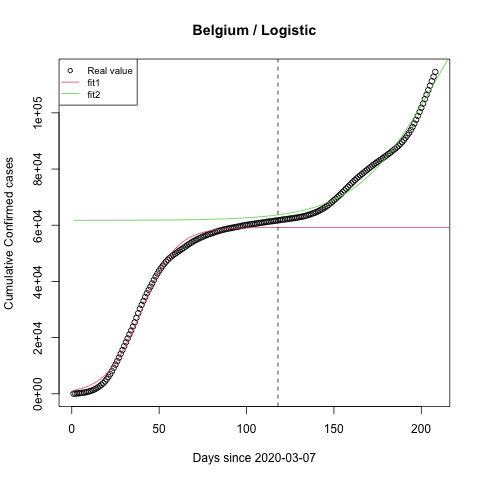 Belgium / Logistic
Real value
fit1
fit2
Cumulative Confirmed cases
1e+05
8e+04
6e+04
4e+04
2e+04
0e+00
0 50 100 150 200
Days since 2020-03-07